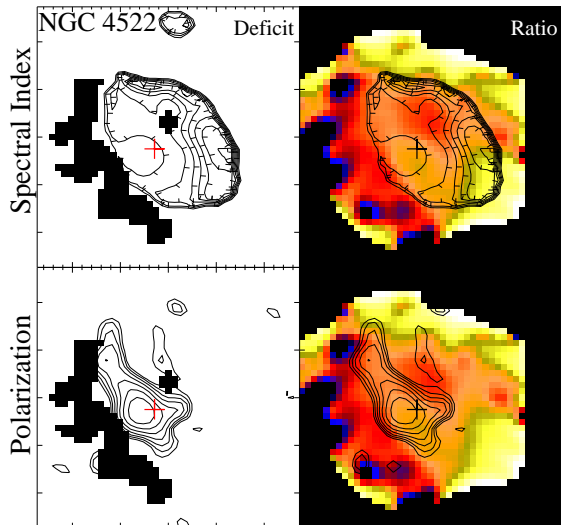 NGC 4522
Deficit
Ratio
Spectral Index
Polarization